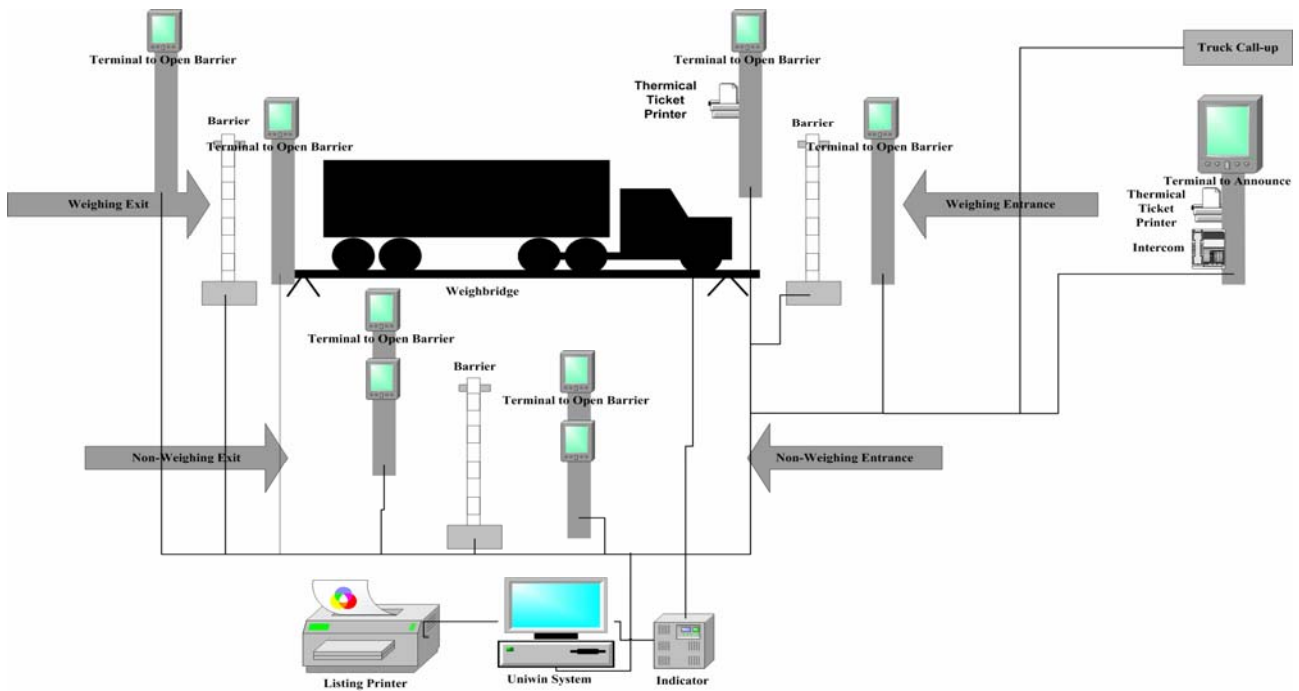 Terminal to Open Barrier
Terminal to Open Barrier
Truck Call-up
Thermical
Ticket
Printer
Barrier
Terminal to Open Barrier
Barrier
Terminal to Open Barrier
Terminal to Announce
Weighing Exit
Weighing Entrance
Thermical
Ticket
Printer
Intercom
Weighbridge
Terminal to Open Barrier
Barrier
Terminal to Open Barrier
Non-Weighing Exit
Non-Weighing Entrance
Listing Printer
Uniwin System
Indicator